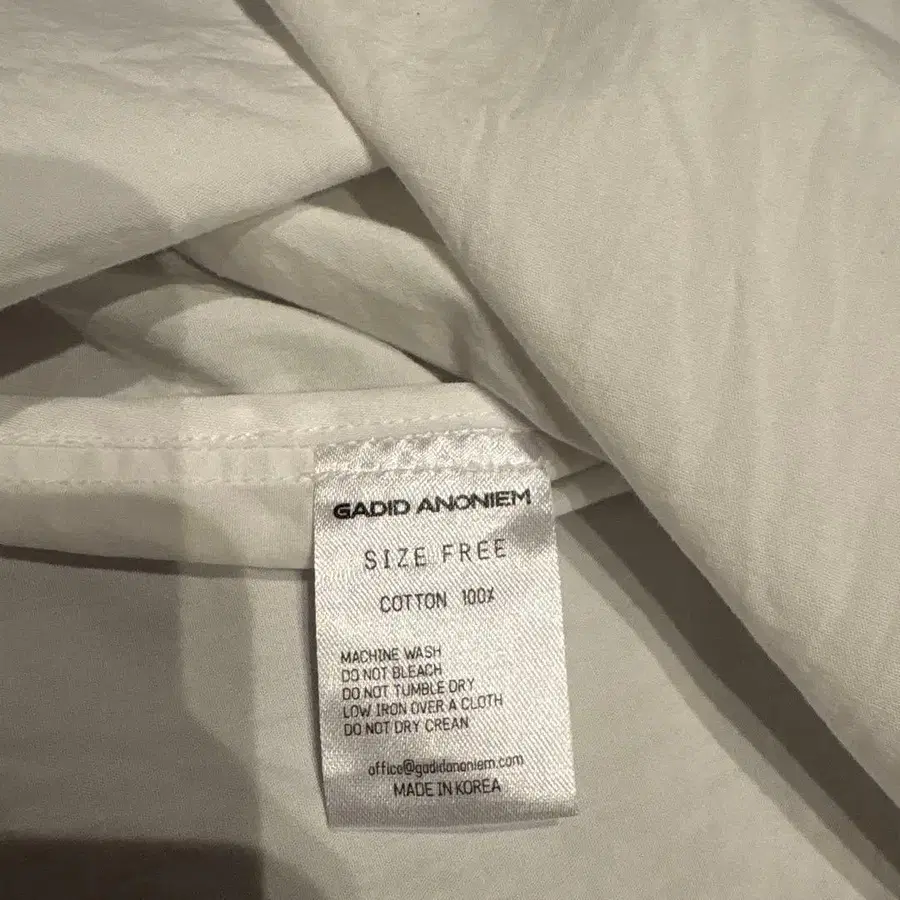 GADID ANONIEM
SIZE FREE
COTTON 100%
MACHINE WASH
DO NOT BLEACH
DO NOT TUMBLE DRY
LOW IRON OVER A CLOTH
DO NOT DRY CREAN
office@gadidanoniem.com
MADE IN KOREA